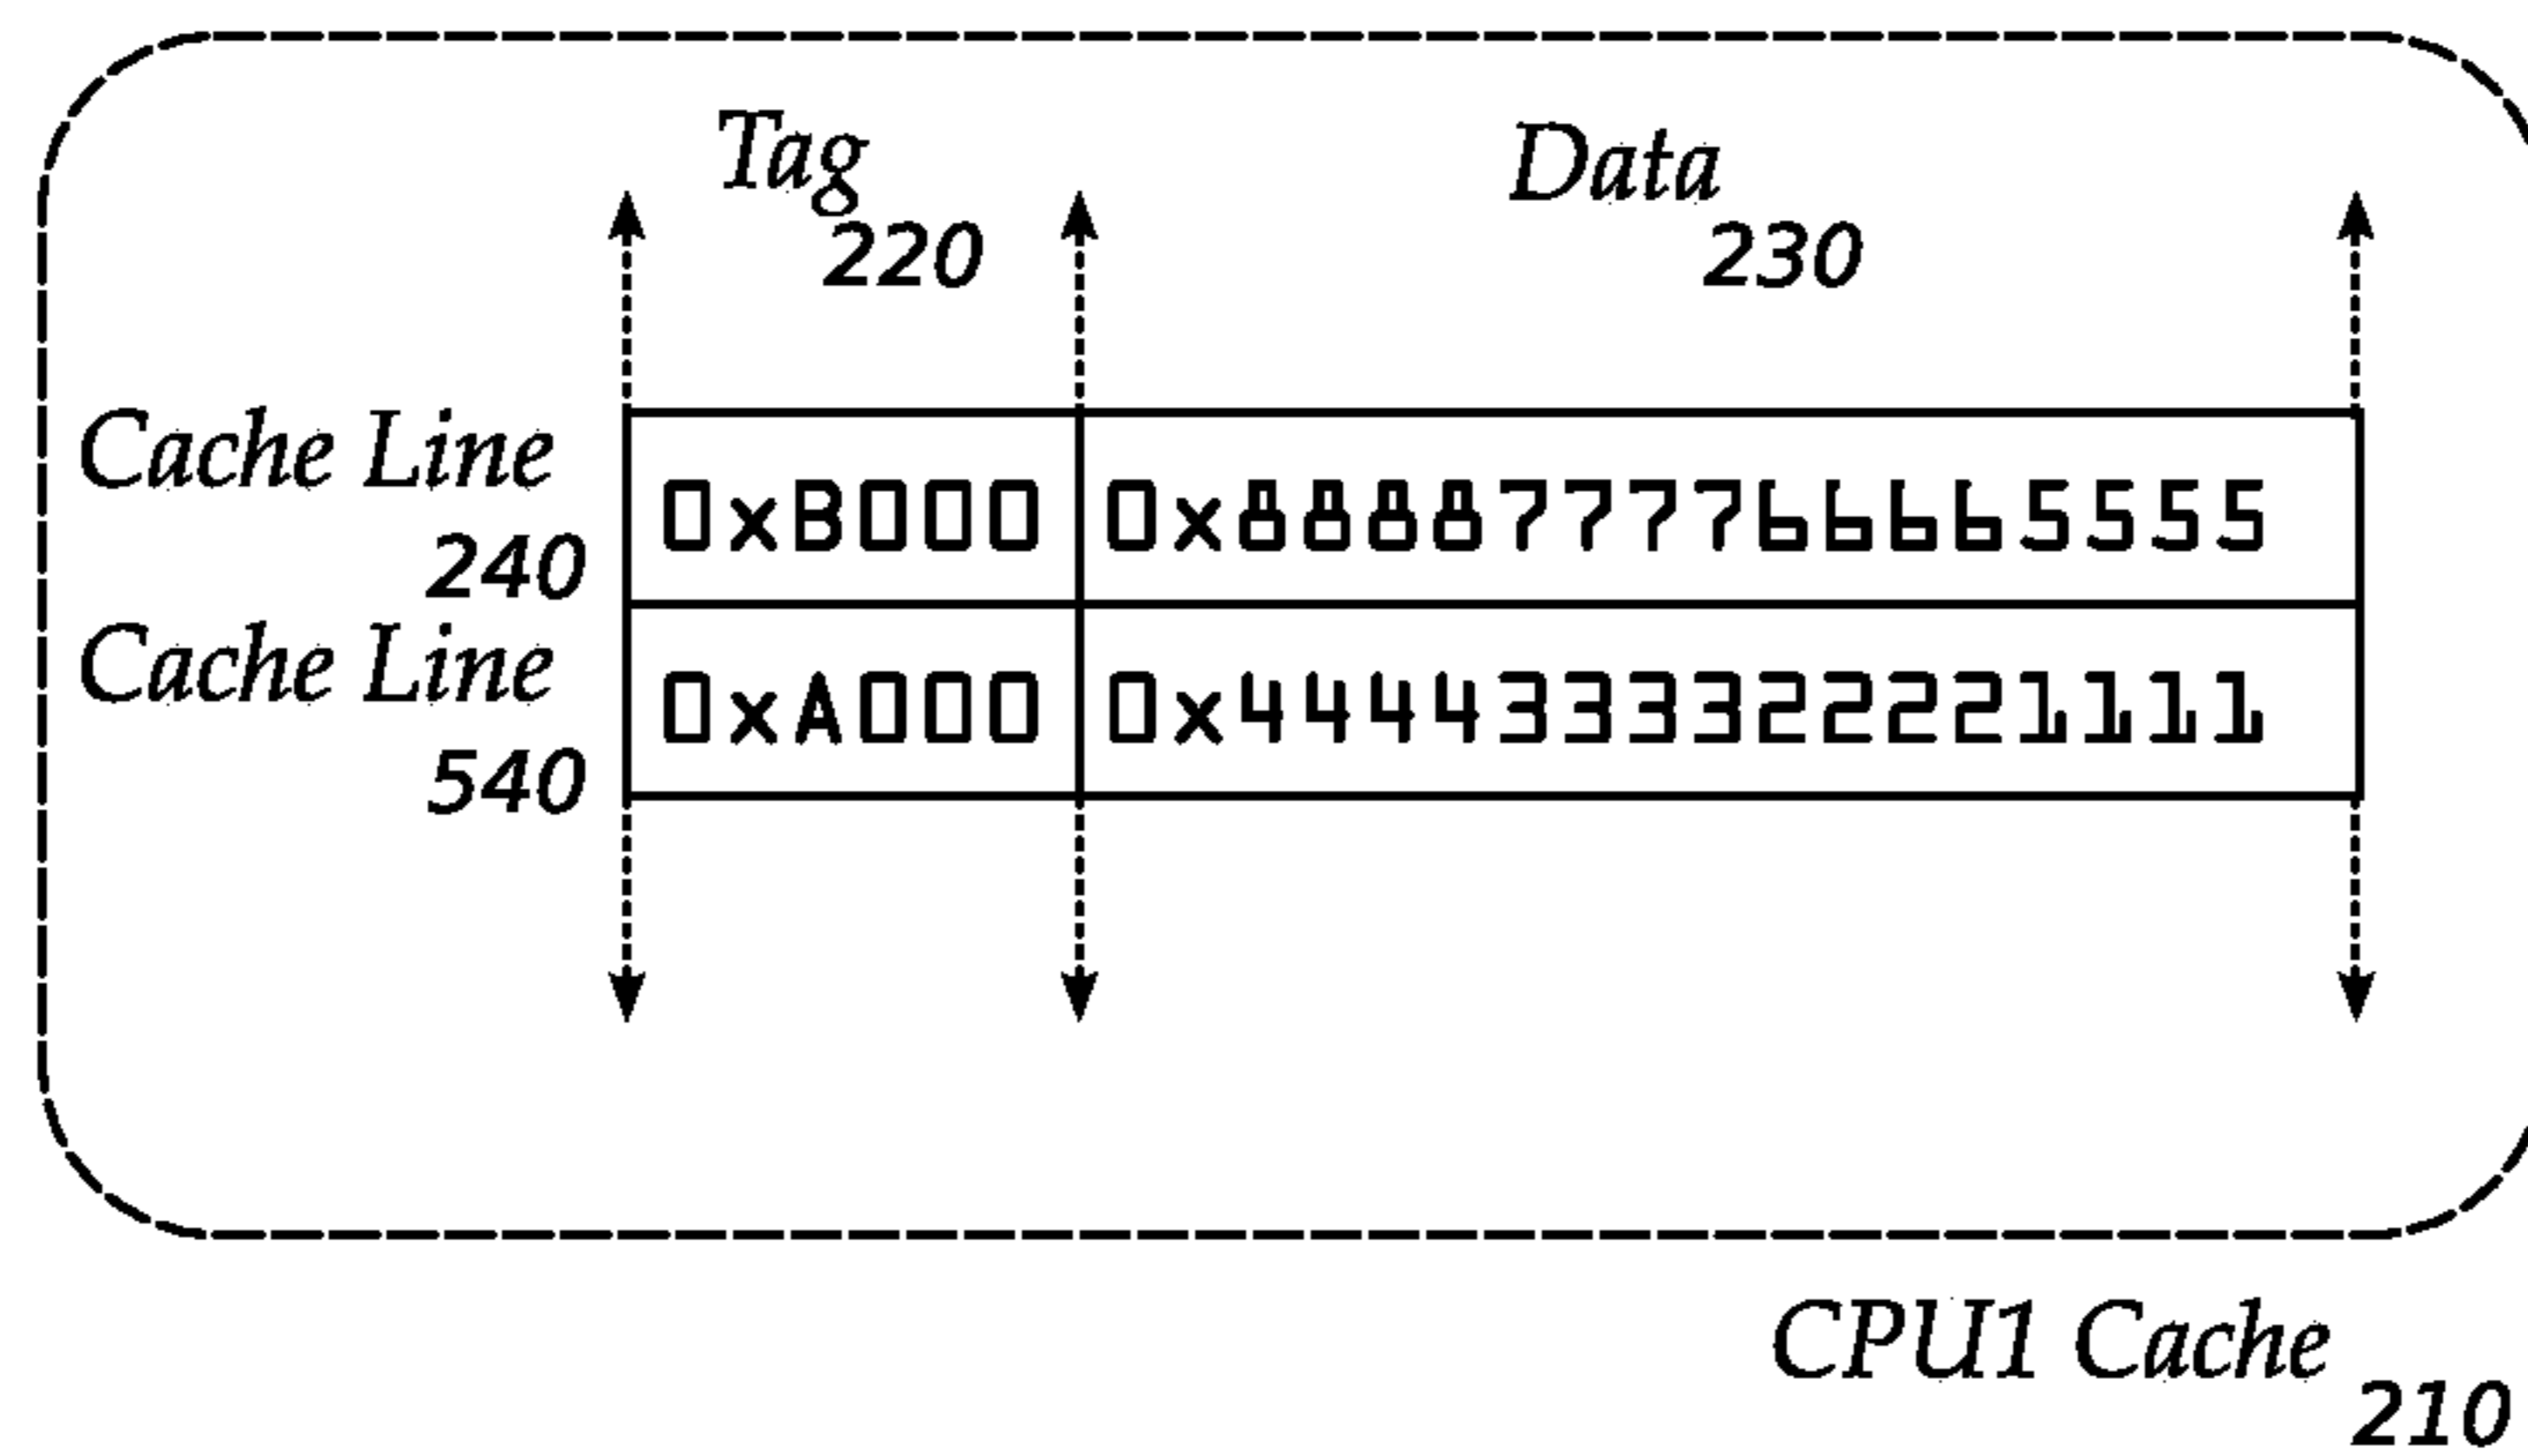 Tag
220
Data
230
Cache Line
240
0xB000
0x8888777766665555
Cache Line
540
0xA000
0x4444333322221111
CPU1 Cache
210